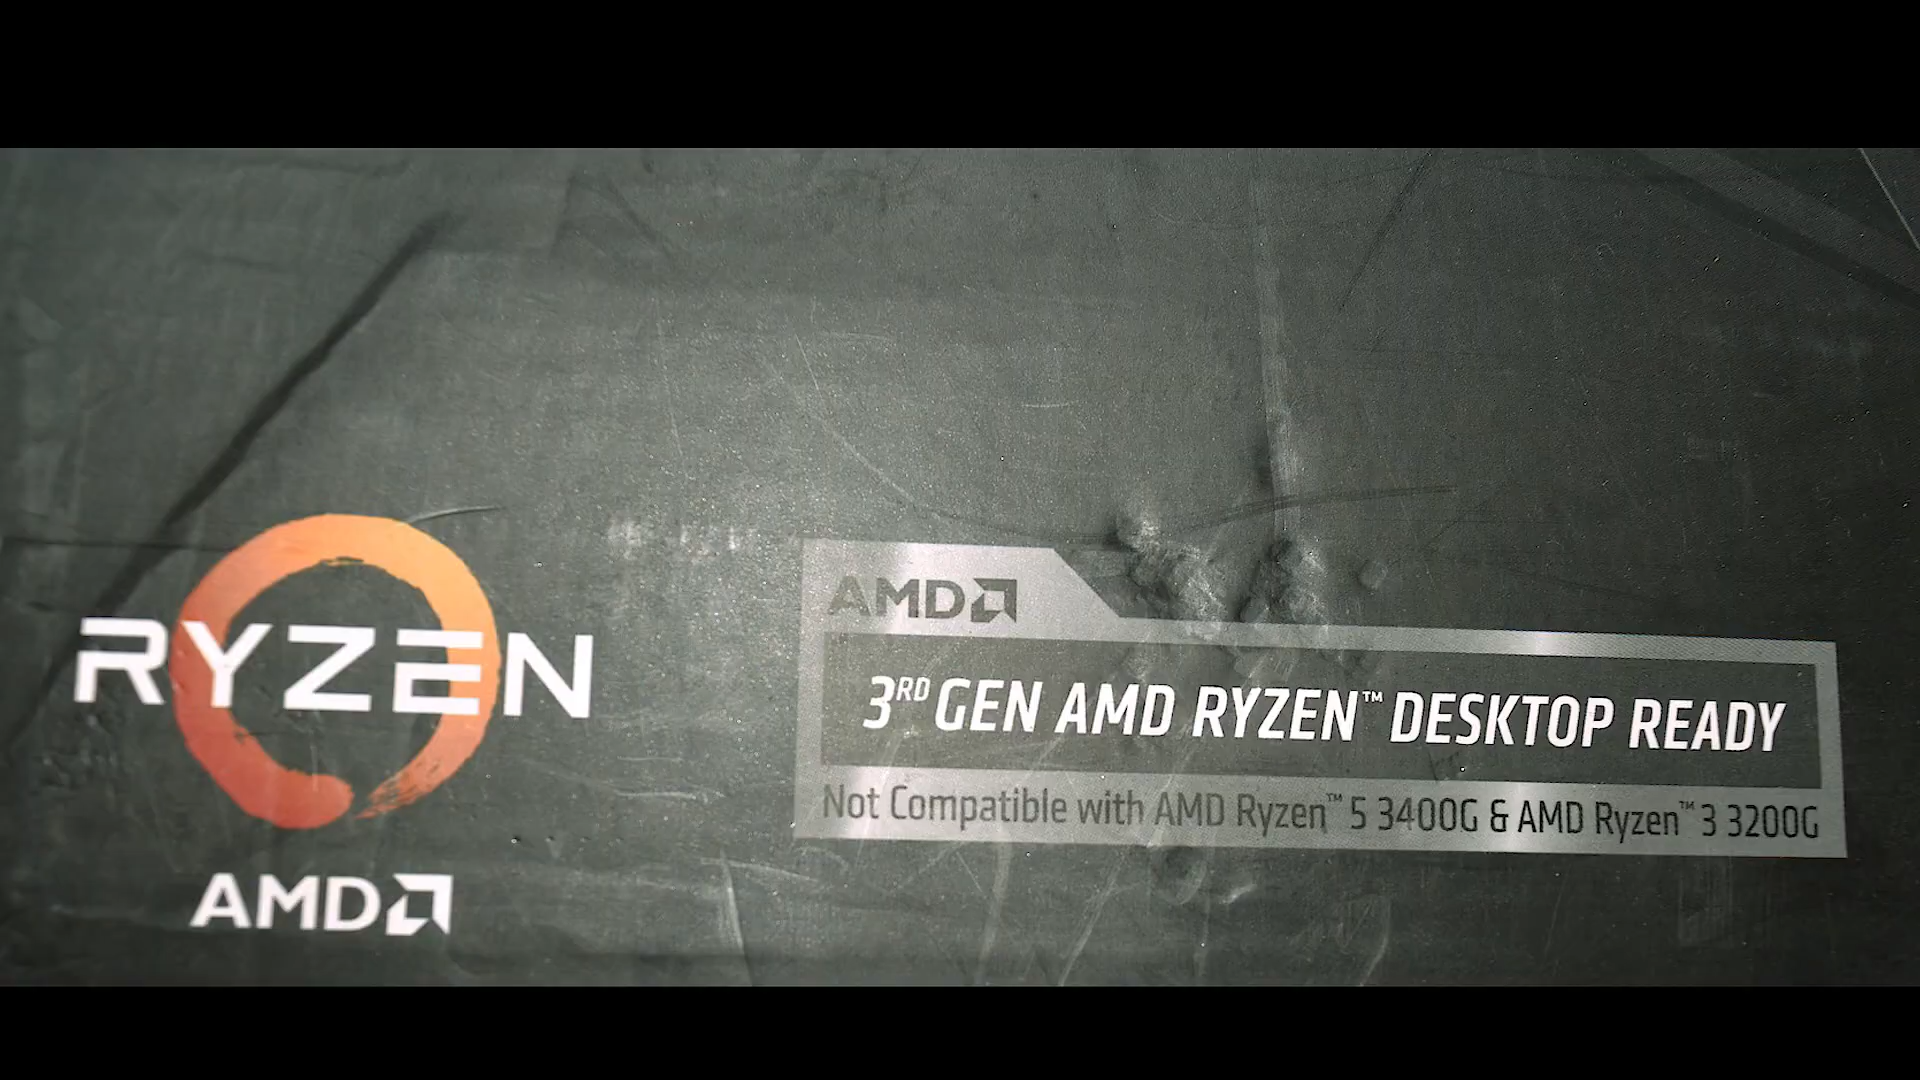 RYZEN
AMD
AMD
3RD GEN AMD RYZEN™ DESKTOP READY
Not Compatible with AMD Ryzen™ 5 3400G & AMD Ryzen™ 3 3200G